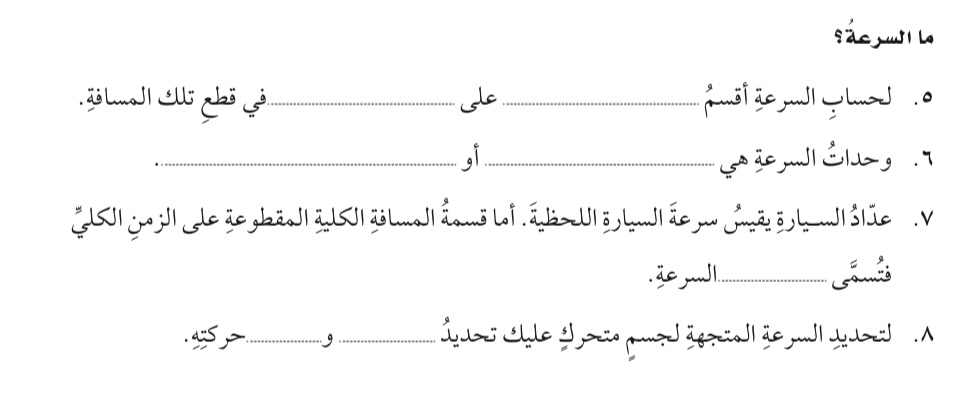 ما السرعةُ؟
٥. لحسابِ السرعةِ أقسمُ ........................ على ........................ في قطعِ تلك المسافةِ.
٦. وحداتُ السرعةِ هي ........................ أو ........................ .
٧. عدّادُ السيارةِ يقيسُ سرعةَ السيارةِ اللحظيةَ. أما قسمةُ المسافةِ الكليةِ المقطوعةِ على الزمنِ الكليِّ
فتُسمَّى ............ السرعةِ.
٨. لتحديدِ السرعةِ المتجهةِ لجسمٍ متحركٍ عليك تحديدُ ............ و ............ حركتِهِ.